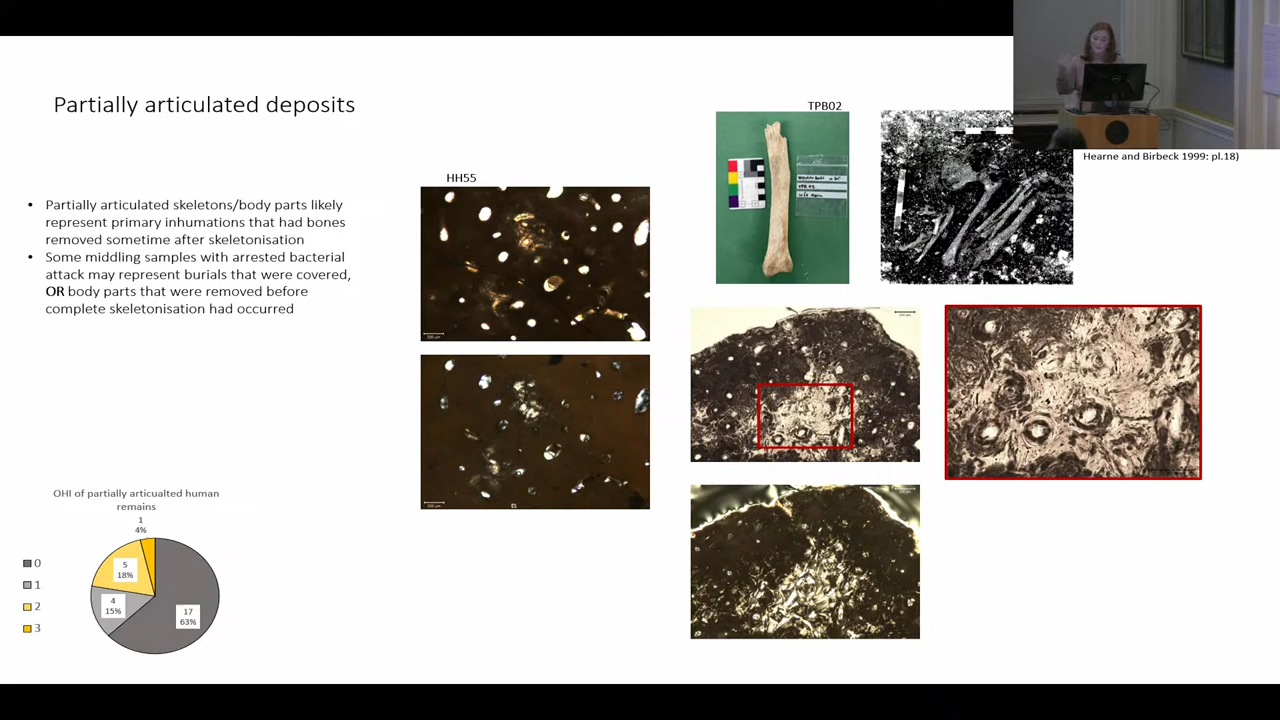 Partially articulated deposits
• Partially articulated skeletons/body parts likely
represent primary inhumations that had bones
removed sometime after skeletonisation
• Some middling samples with arrested bacterial
attack may represent burials that were covered,
OR body parts that were removed before
complete skeletonisation had occurred
HH55
TPB02
Hearne and Birbeck 1999: pl.18)
OHI of partially articualted human
remains
0
1
2
3
1
4%
5
18%
4
15%
17
63%